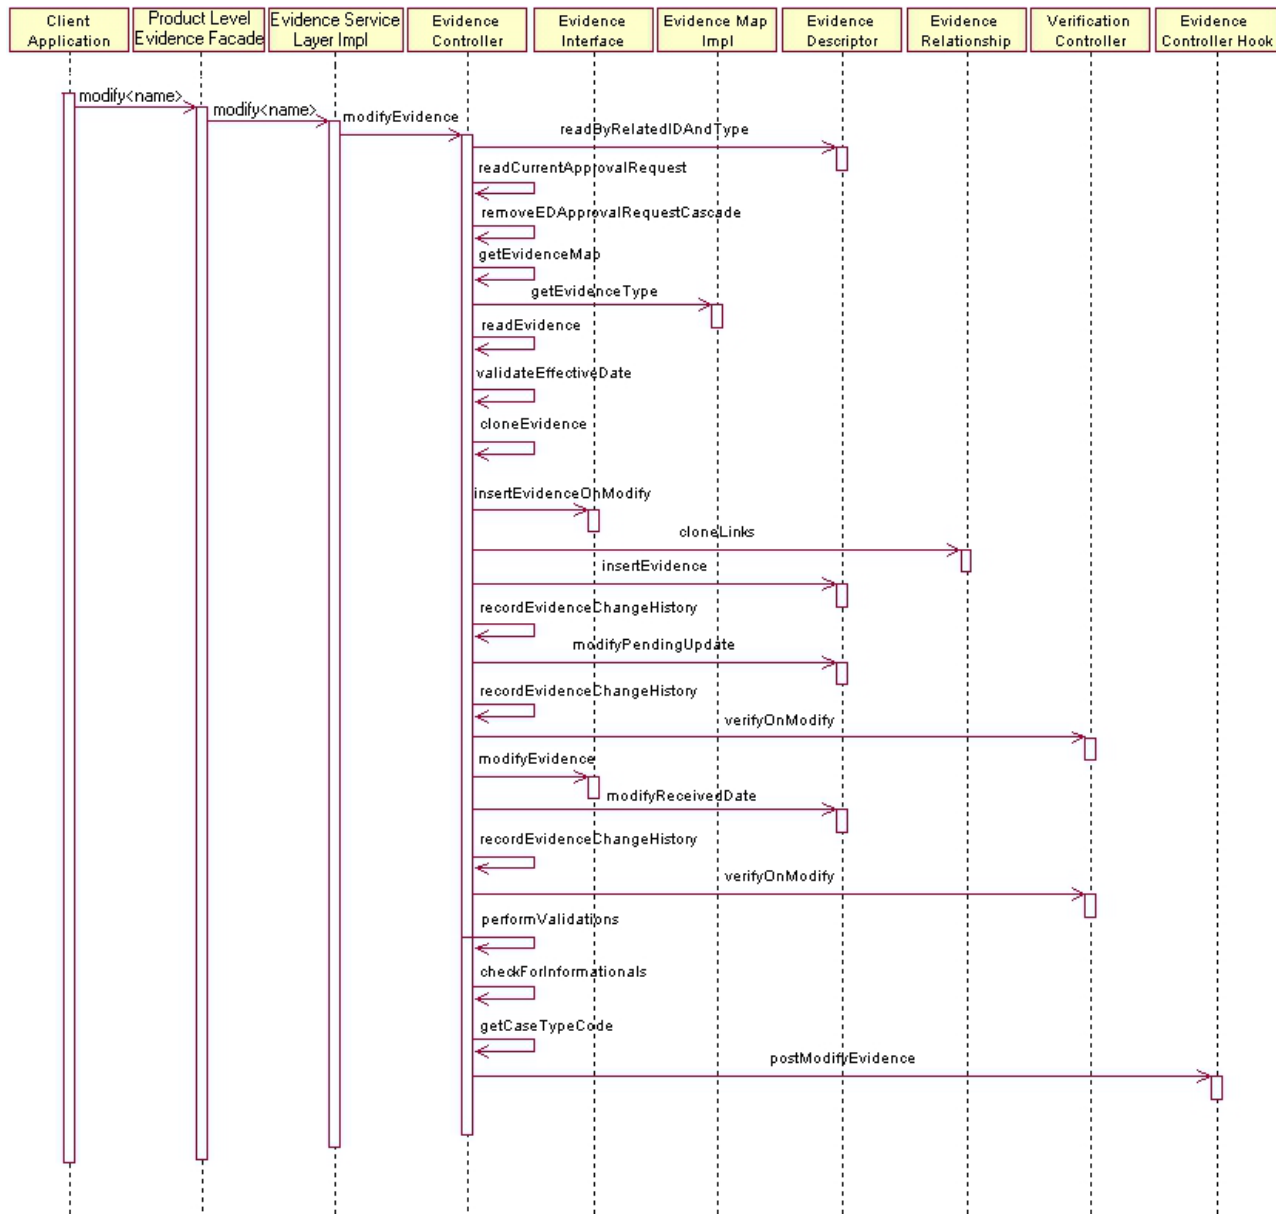 Client
Application
Product Level
Evidence Facade
Evidence Service
Layer Impl
Evidence
Controller
Evidence
Interface
Evidence Map
Impl
Evidence
Descriptor
Evidence
Relationship
Verification
Controller
Evidence
Controller Hook
modify<name>
modify<name>
modifyEvidence
readByRelatedIDAndType
readCurrentApprovalRequest
removeEDApprovalRequestCascade
getEvidenceMap
getEvidenceType
readEvidence
validateEffectiveDate
cloneEvidence
insertEvidenceOnModify
cloneLinks
insertEvidence
recordEvidenceChangeHistory
modifyPendingUpdate
recordEvidenceChangeHistory
verifyOnModify
modifyEvidence
modifyReceivedDate
recordEvidenceChangeHistory
verifyOnModify
performValidations
checkForInformationals
getCaseTypeCode
postModifyEvidence